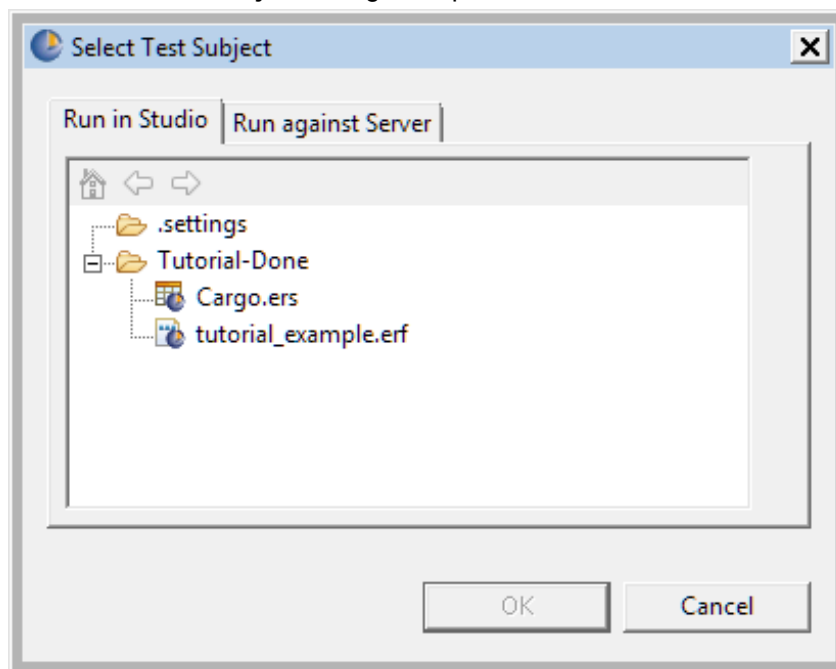 Select Test Subject
Run in Studio Run against Server
.settings
Tutorial-Done
Cargo.ers
tutorial_example.erf
OK Cancel